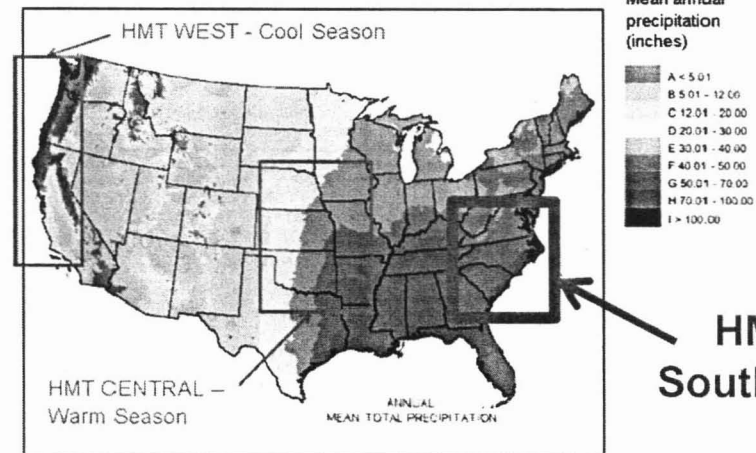 Mean annual
precipitation
(inches)
HMT WEST - Cool Season
A < 5.01
B 5.01 - 12.00
C 12.01 - 20.00
D 20.01 - 30.00
E 30.01 - 40.00
F 40.01 - 50.00
G 50.01 - 70.00
H 70.01 - 100.00
I > 100.00
HMT CENTRAL –
Warm Season
ANNUAL
MEAN TOTAL PRECIPITATION